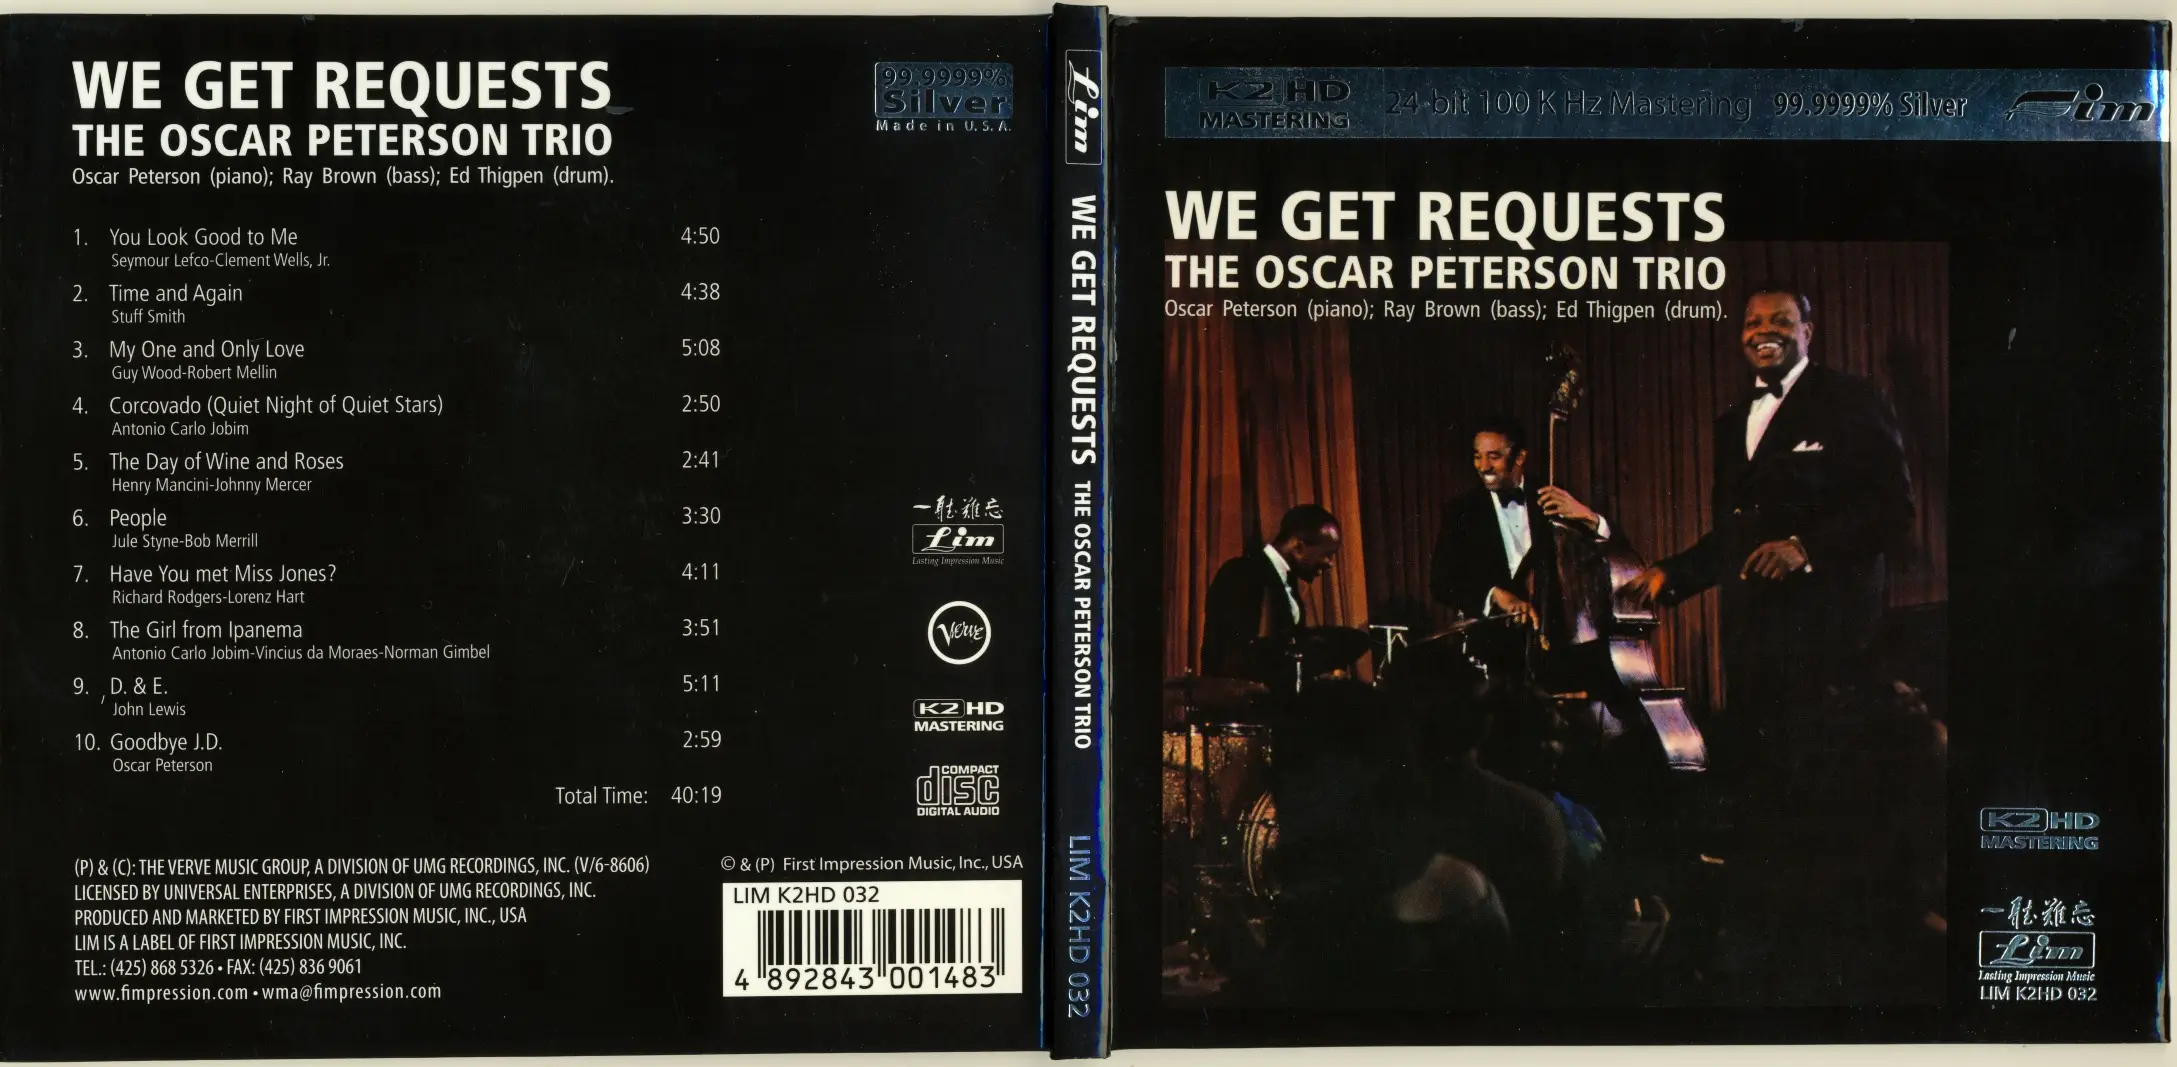 WE GET REQUESTS
THE OSCAR PETERSON TRIO
Oscar Peterson (piano); Ray Brown (bass); Ed Thigpen (drum).
99.9999%
Silver
Made in U.S.A.
1. You Look Good to Me 4:50
Seymour Lefco-Clement Wells, Jr.
2. Time and Again 4:38
Stuff Smith
3. My One and Only Love 5:08
Guy Wood-Robert Mellin
4. Corcovado (Quiet Night of Quiet Stars) 2:50
Antonio Carlo Jobim
5. The Day of Wine and Roses 2:41
Henry Mancini-Johnny Mercer
6. People 3:30
Jule Styne-Bob Merrill
7. Have You met Miss Jones? 4:11
Richard Rodgers-Lorenz Hart
8. The Girl from Ipanema 3:51
Antonio Carlo Jobim-Vincius da Moraes-Norman Gimbel
9. D. & E. 5:11
John Lewis
10. Goodbye J.D. 2:59
Oscar Peterson
Total Time: 40:19
一聽難忘
Lim
Lasting Impression Music
Verve
K2 HD
MASTERING
COMPACT
disc
DIGITAL AUDIO
(P) & (C): THE VERVE MUSIC GROUP, A DIVISION OF UMG RECORDINGS, INC. (V/6-8606)
LICENSED BY UNIVERSAL ENTERPRISES, A DIVISION OF UMG RECORDINGS, INC.
PRODUCED AND MARKETED BY FIRST IMPRESSION MUSIC, INC., USA
LIM IS A LABEL OF FIRST IMPRESSION MUSIC, INC.
TEL.: (425) 868 5326 • FAX: (425) 836 9061
www.fimpression.com • wma@fimpression.com
© & (P) First Impression Music, Inc., USA
LIM K2HD 032
4 892843 001483
Lim WE GET REQUESTS THE OSCAR PETERSON TRIO LIM K2HD 032
K2 HD
MASTERING
24-bit 100 K Hz Mastering 99.9999% Silver Fim
WE GET REQUESTS
THE OSCAR PETERSON TRIO
Oscar Peterson (piano); Ray Brown (bass); Ed Thigpen (drum).
K2 HD
MASTERING
一聽難忘
Lim
Lasting Impression Music
LIM K2HD 032